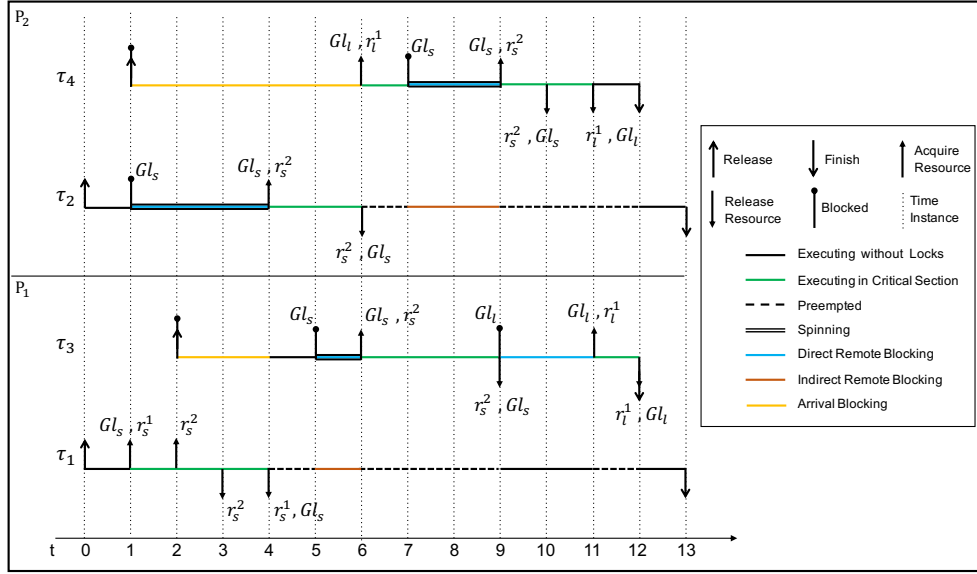 P₂
Gl_l , r_l^1
Gl_s
Gl_s , r_s^2
τ₄
r_s^2 , Gl_s
r_l^1 , Gl_l
Gl_s
Gl_s , r_s^2
τ₂
r_s^2 , Gl_s
P₁
Gl_s
Gl_s , r_s^2
Gl_l
Gl_l , r_l^1
τ₃
r_s^2 , Gl_s
r_l^1 , Gl_l
Gl_s , r_s^1
r_s^2
τ₁
r_s^2
r_s^1 , Gl_s
t 0 1 2 3 4 5 6 7 8 9 10 11 12 13
Release
Finish
Acquire
Resource
Release
Resource
Blocked
Time
Instance
Executing without Locks
Executing in Critical Section
Preempted
Spinning
Direct Remote Blocking
Indirect Remote Blocking
Arrival Blocking